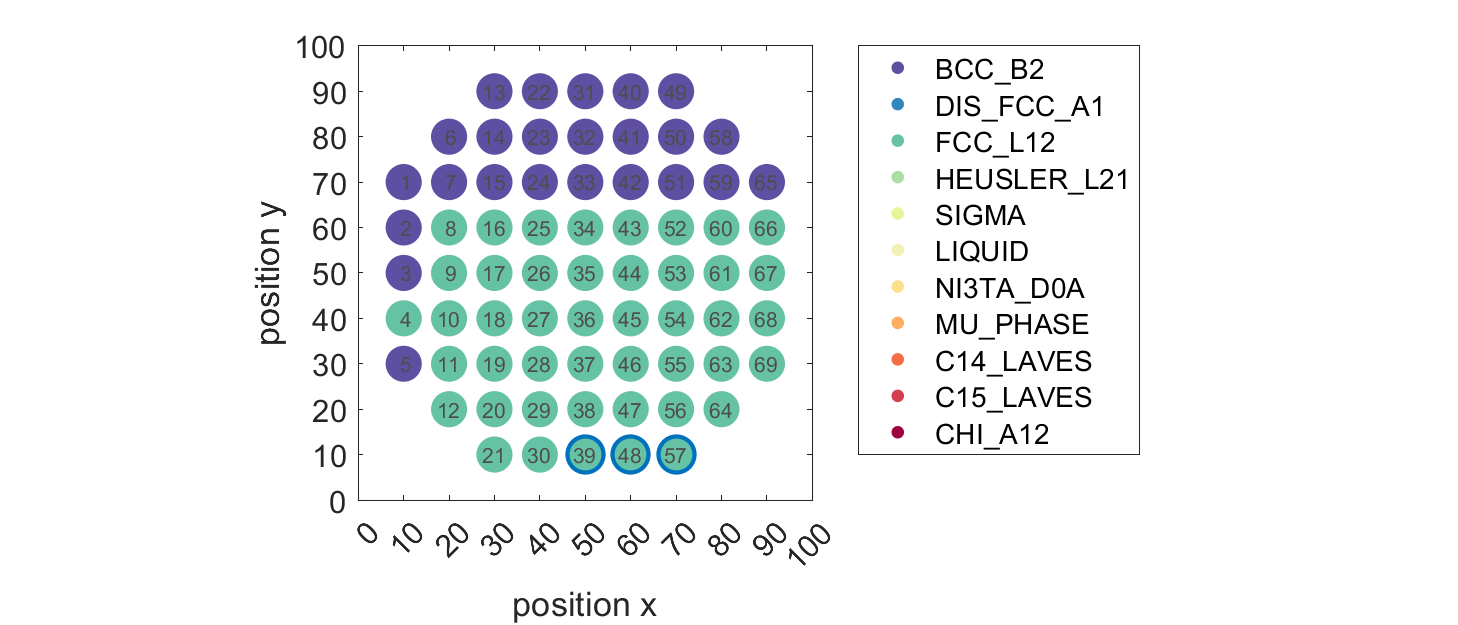 100
90
80
70
60
50
40
30
20
10
0
position y
13 22 31 40 49
6 14 23 32 41 50 58
1 7 15 24 33 42 51 59 65
2 8 16 25 34 43 52 60 66
3 9 17 26 35 44 53 61 67
4 10 18 27 36 45 54 62 68
5 11 19 28 37 46 55 63 69
12 20 29 38 47 56 64
21 30 39 48 57
0 10 20 30 40 50 60 70 80 90 100
position x
BCC_B2
DIS_FCC_A1
FCC_L12
HEUSLER_L21
SIGMA
LIQUID
NI3TA_D0A
MU_PHASE
C14_LAVES
C15_LAVES
CHI_A12